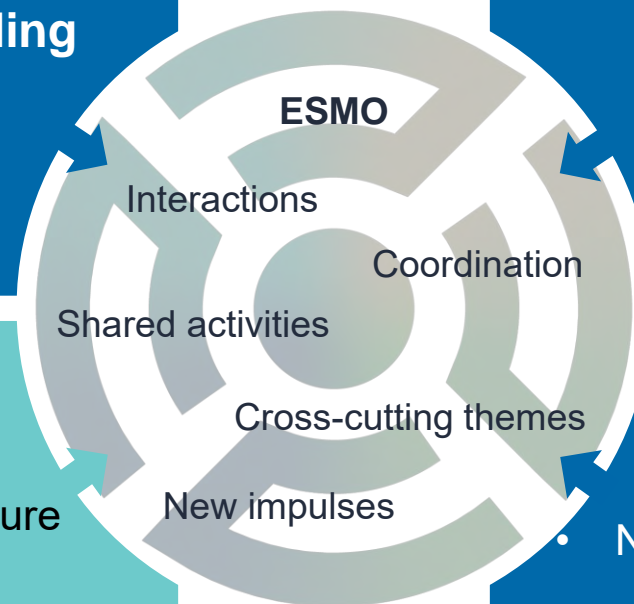 ling
ESMO
Interactions
Coordination
Shared activities
Cross-cutting themes
New impulses
ure
• N